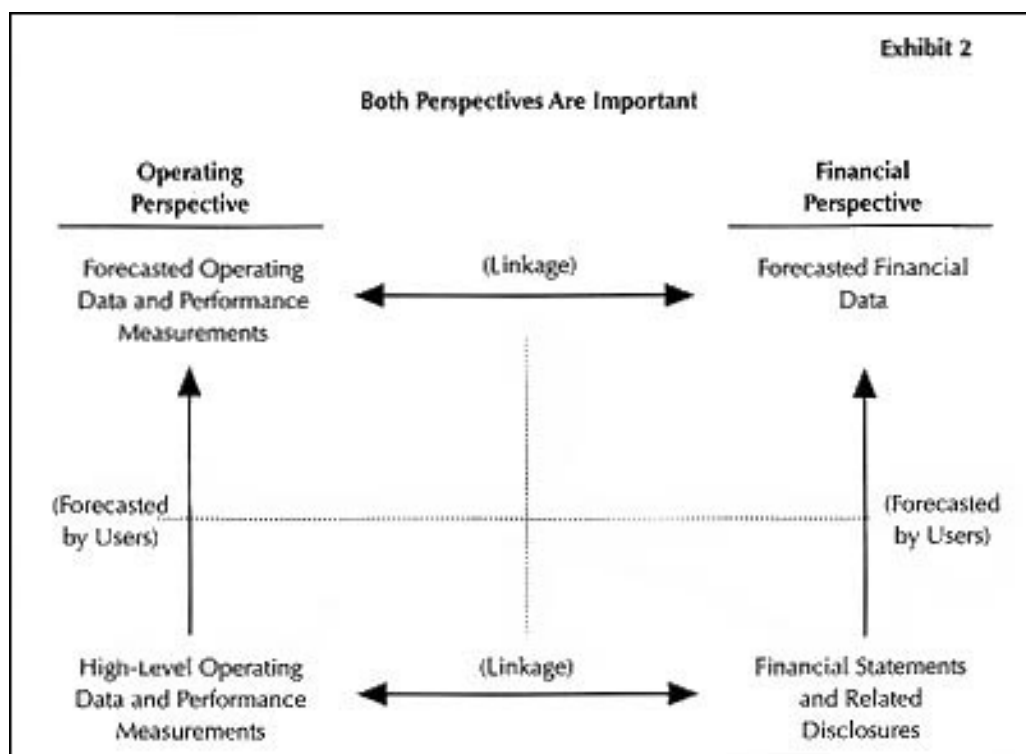 Exhibit 2
Both Perspectives Are Important
Operating
Perspective
Financial
Perspective
Forecasted Operating
Data and Performance
Measurements
(Linkage)
Forecasted Financial
Data
(Forecasted
by Users)
(Forecasted
by Users)
High-Level Operating
Data and Performance
Measurements
(Linkage)
Financial Statements
and Related
Disclosures